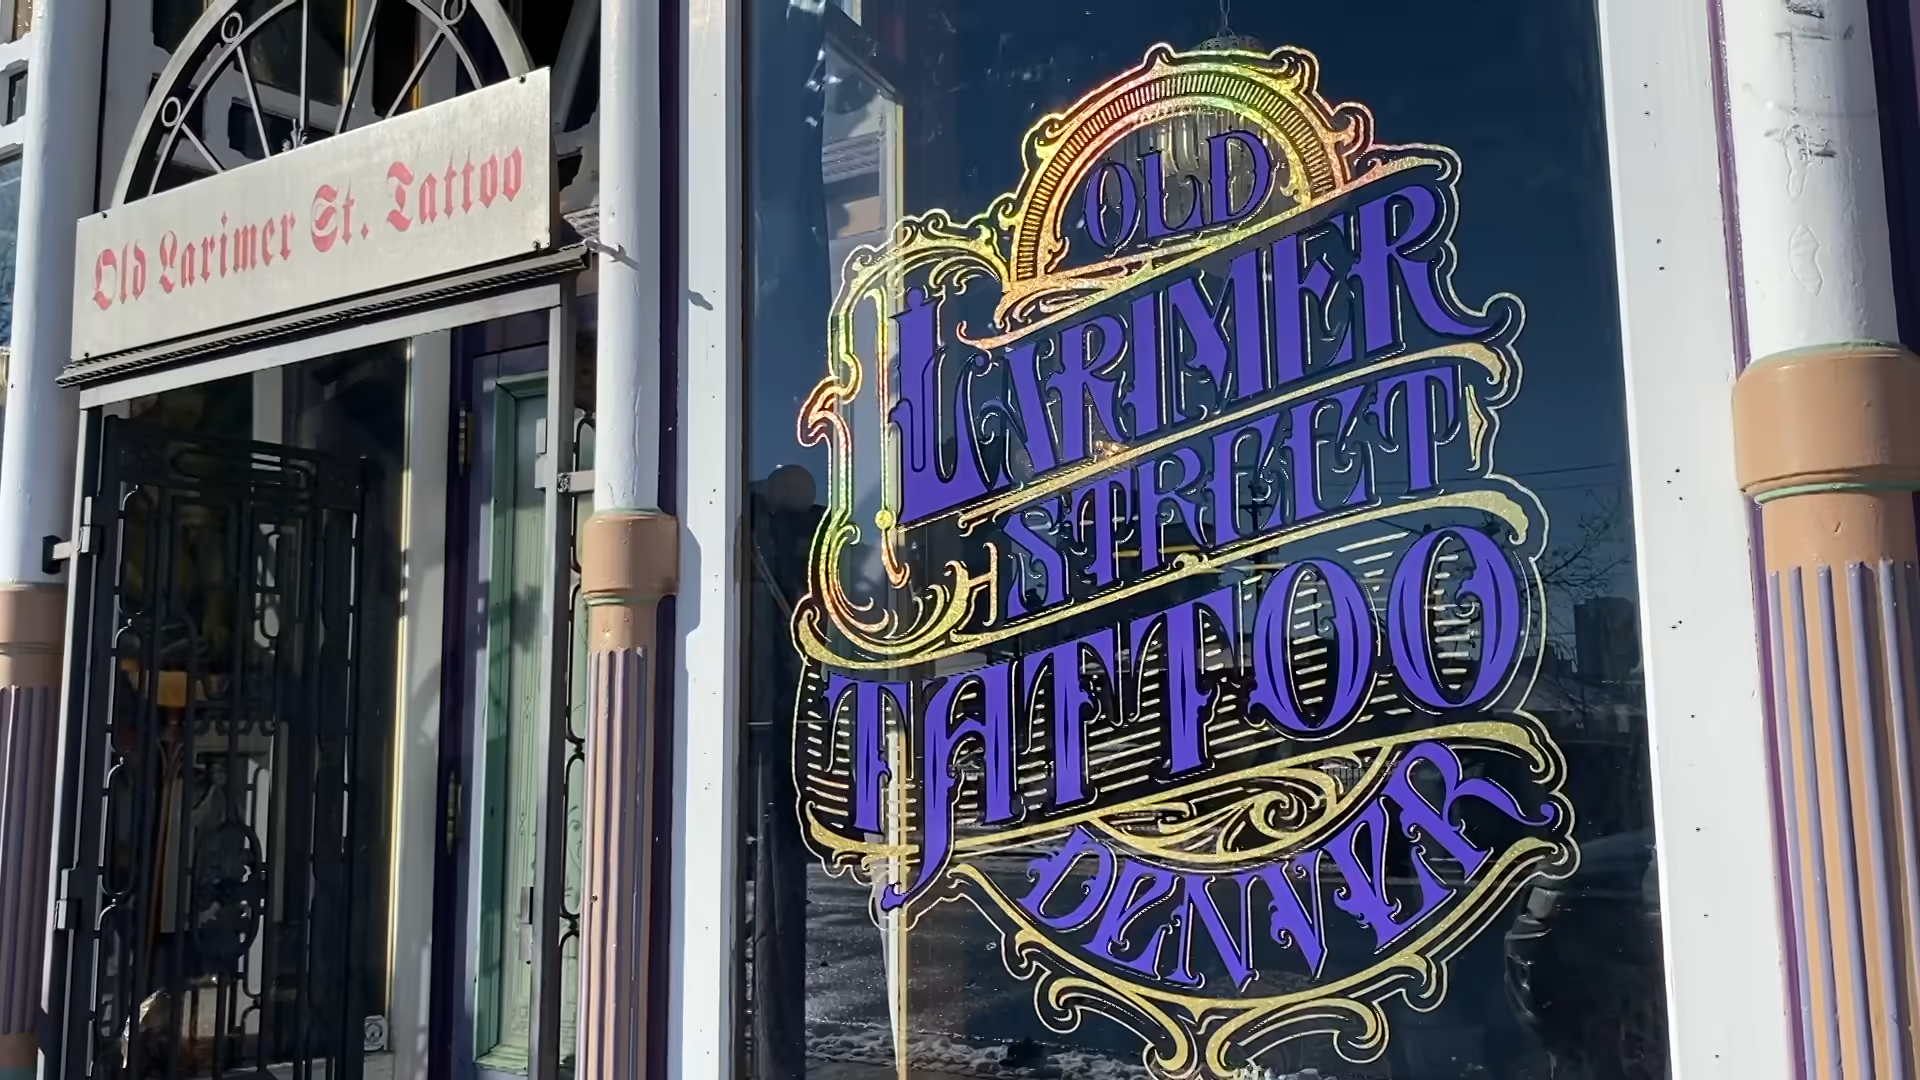 Old Larimer St. Tattoo
OLD
LARIMER
STREET
TATTOO
DENVER